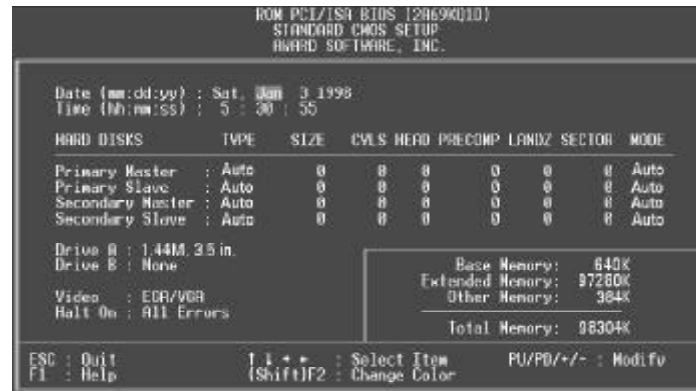 ROM PCI/ISA BIOS (2A69KQ1D)
STANDARD CMOS SETUP
AWARD SOFTWARE, INC.
Date (mm:dd:yy) : Sat, Jan 3 1998
Time (hh:mm:ss) : 5 : 30 : 55
HARD DISKS TYPE SIZE CYLS HEAD PRECOMP LANDZ SECTOR MODE
Primary Master : Auto 0 0 0 0 0 0 Auto
Primary Slave : Auto 0 0 0 0 0 0 Auto
Secondary Master : Auto 0 0 0 0 0 0 Auto
Secondary Slave : Auto 0 0 0 0 0 0 Auto
Drive A : 1.44M, 3.5 in.
Drive B : None
Video : EGA/VGA
Halt On : All Errors
Base Memory: 640K
Extended Memory: 97280K
Other Memory: 384K
Total Memory: 98304K
ESC : Quit ↑ ↓ → ← : Select Item PU/PD/+/- : Modify
F1 : Help (Shift)F2 : Change Color